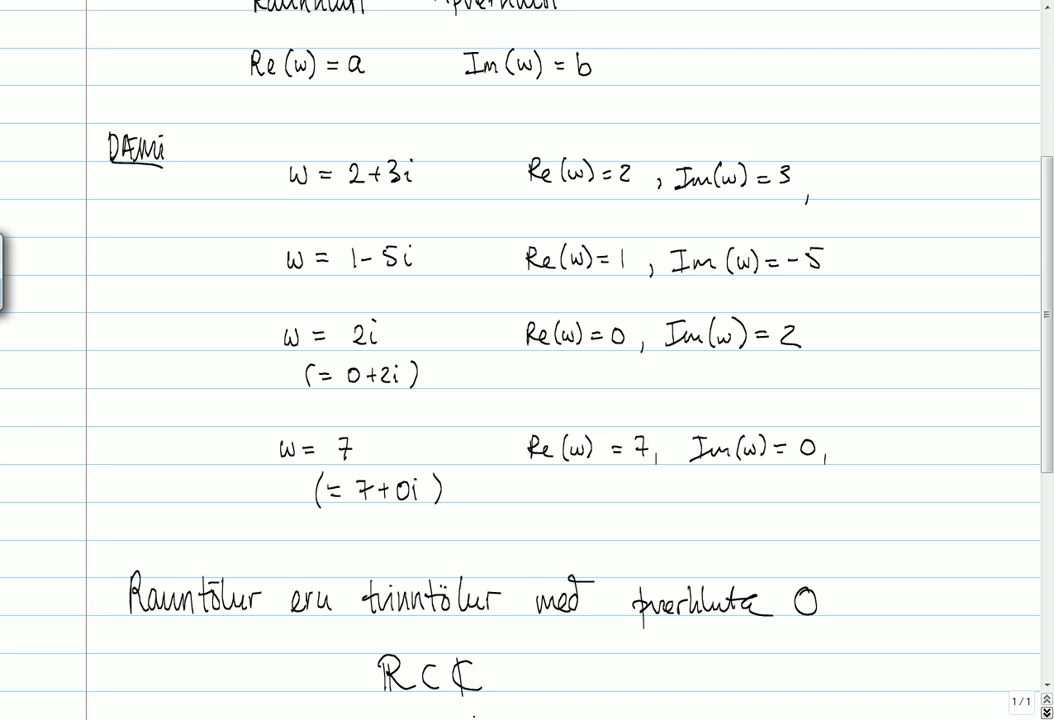 Re(w) = a Im(w) = b
DÆMI
w = 2+3i Re(w) = 2 , Im(w) = 3 ,
w = 1-5i Re(w) = 1 , Im(w) = -5
w = 2i Re(w) = 0 , Im(w) = 2
(= 0+2i)
w = 7 Re(w) = 7, Im(w) = 0,
(= 7+0i)
Rauntölur eru tvinntölur með þverhluta 0
ℝ ⊂ ℂ
1/1